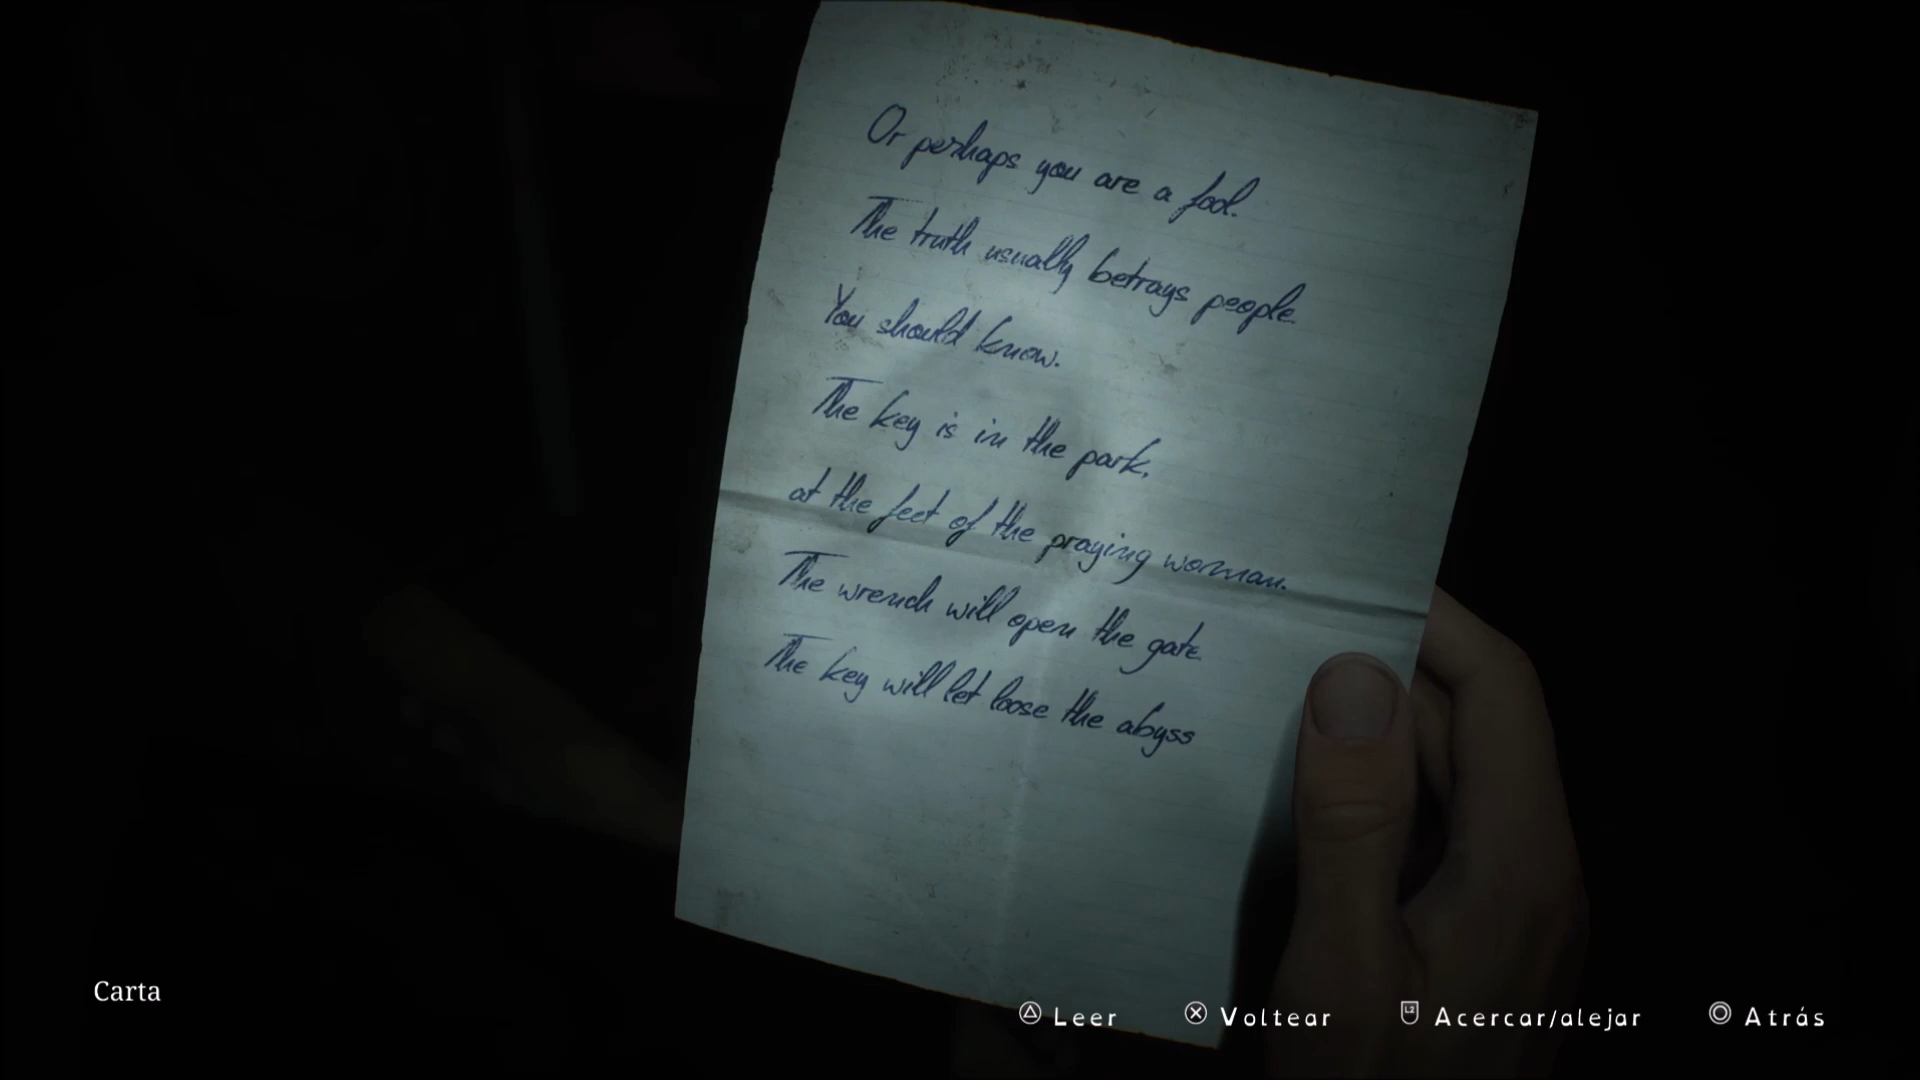 Or perhaps you are a fool.
The truth usually betrays people.
You should know.
The key is in the park,
at the feet of the praying woman.
The wrench will open the gate
The key will let loose the abyss
Carta
Leer
Voltear
L2 Acercar/alejar
Atrás